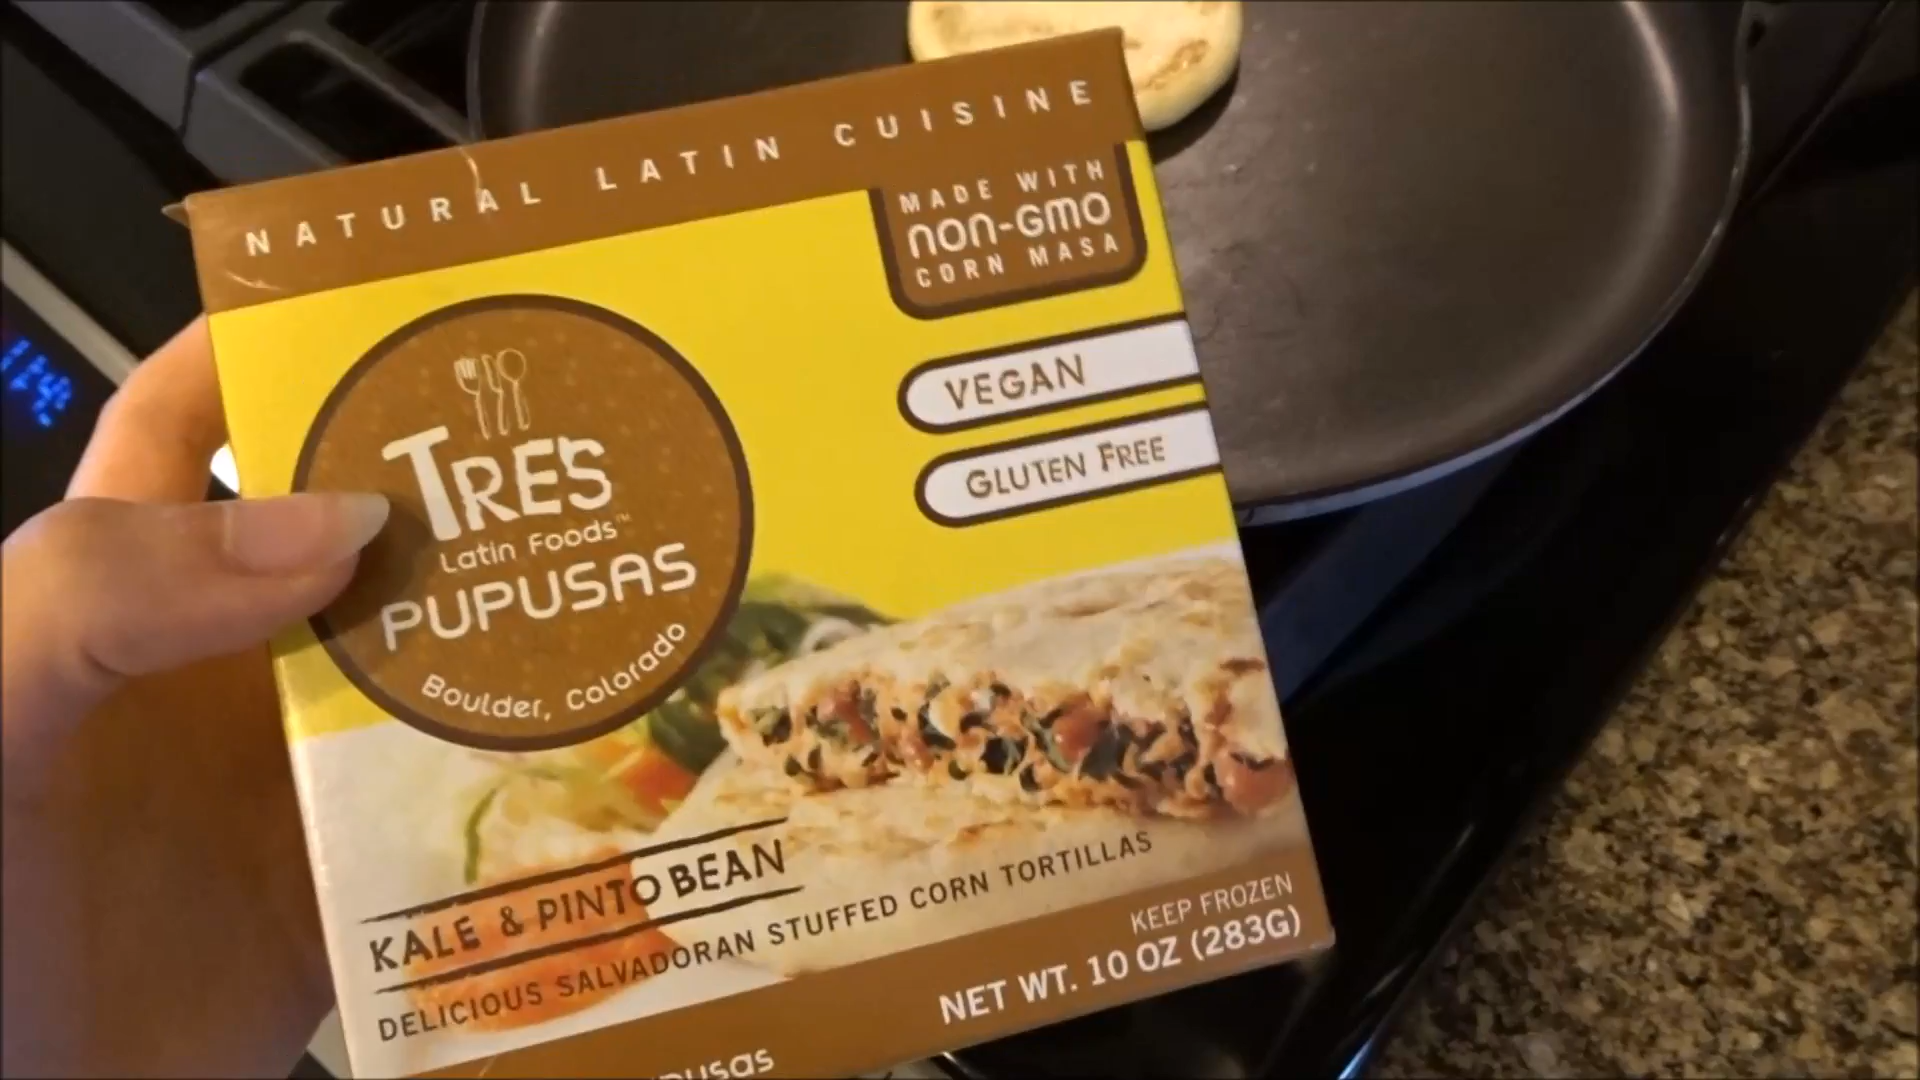 NATURAL LATIN CUISINE
MADE WITH
non-GMO
CORN MASA
VEGAN
GLUTEN FREE
TRES
Latin Foods™
PUPUSAS
Boulder, Colorado
KALE & PINTO BEAN
DELICIOUS SALVADORAN STUFFED CORN TORTILLAS
KEEP FROZEN
NET WT. 10 OZ (283G)